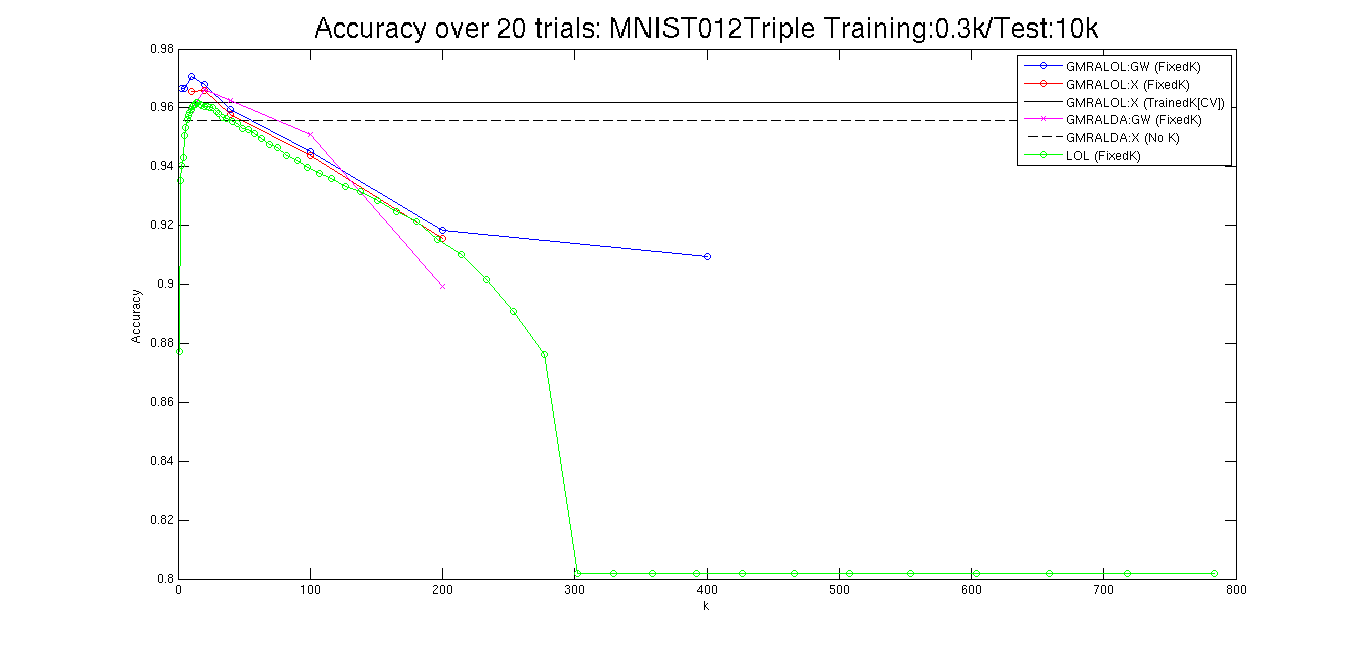 Accuracy over 20 trials: MNIST012Triple Training:0.3k/Test:10k
0.98
0.96
0.94
0.92
0.9
0.88
0.86
0.84
0.82
0.8
Accuracy
GMRALOL:GW (FixedK)
GMRALOL:X (FixedK)
GMRALOL:X (TrainedK[CV])
GMRALDA:GW (FixedK)
GMRALDA:X (No K)
LOL (FixedK)
0 100 200 300 400 500 600 700 800
k